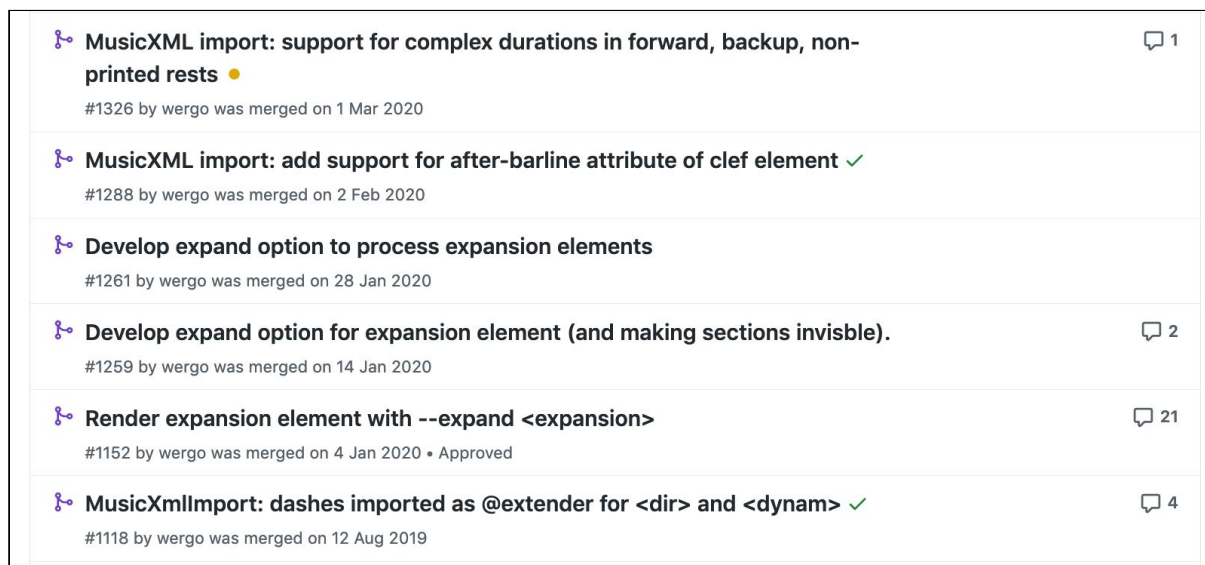 MusicXML import: support for complex durations in forward, backup, non-
printed rests
1
#1326 by wergo was merged on 1 Mar 2020
MusicXML import: add support for after-barline attribute of clef element
#1288 by wergo was merged on 2 Feb 2020
Develop expand option to process expansion elements
#1261 by wergo was merged on 28 Jan 2020
Develop expand option for expansion element (and making sections invisble).
2
#1259 by wergo was merged on 14 Jan 2020
Render expansion element with --expand <expansion>
21
#1152 by wergo was merged on 4 Jan 2020 • Approved
MusicXmlImport: dashes imported as @extender for <dir> and <dynam>
4
#1118 by wergo was merged on 12 Aug 2019